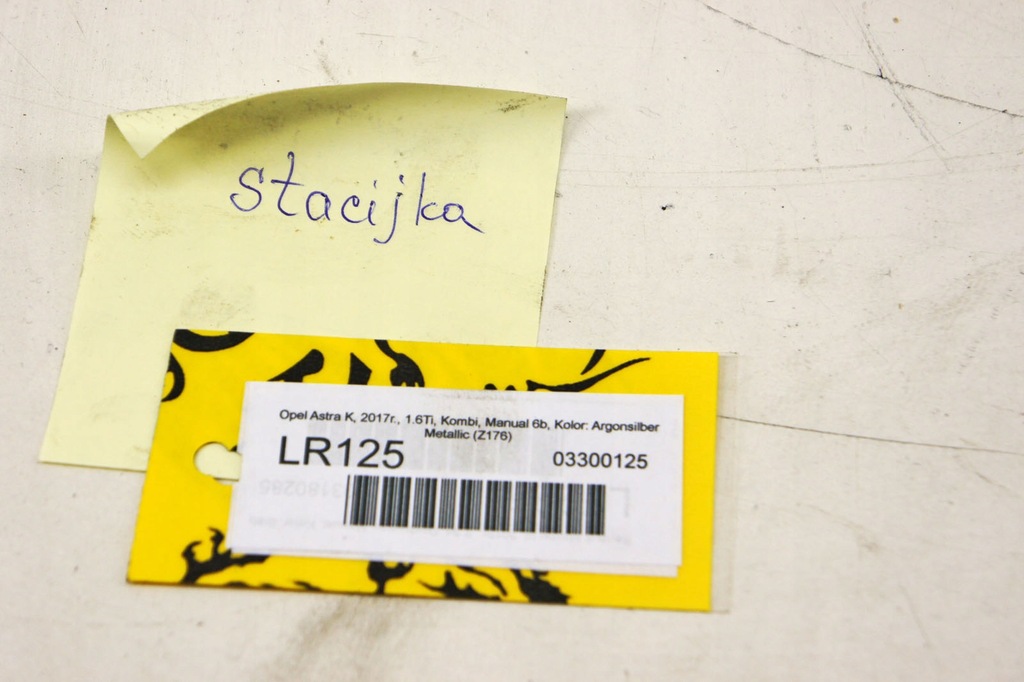 stacijka
Opel Astra K, 2017r., 1.6Ti, Kombi, Manual 6b, Kolor: Argonsilber
Metallic (Z176)
LR125 03300125